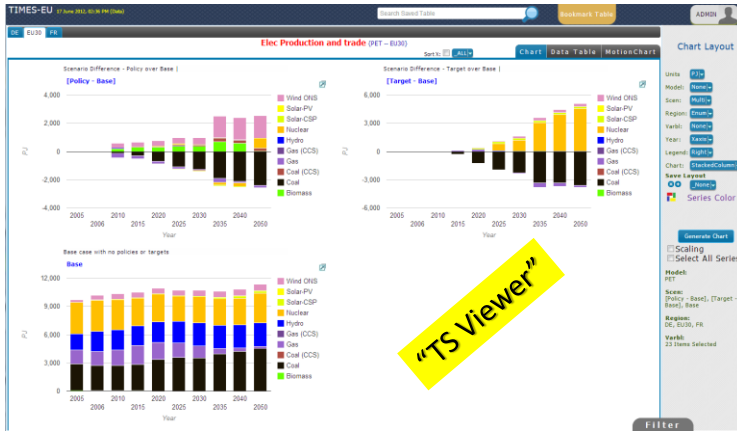 TIMES-EU 17 June 2012, 03:36 PM (Daily)
Search Saved Table
Bookmark Table
ADMIN
DE EU30 FR
Elec Production and trade (PET - EU30)
Sort X: _ALL
Chart Data Table MotionChart
Chart Layout
Scenario Difference - Policy over Base |
[Policy - Base]
4,000
2,000
0
-2,000
-4,000
PJ
2005 2006 2010 2015 2020 2025 2030 2035 2040 2050
Year
Wind ONS
Solar-PV
Solar-CSP
Nuclear
Hydro
Gas (CCS)
Gas
Coal (CCS)
Coal
Biomass
Scenario Difference - Target over Base |
[Target - Base]
6,000
3,000
0
-3,000
-6,000
PJ
2005 2006 2010 2015 2020 2025 2030 2035 2040 2050
Year
Wind ONS
Solar-PV
Solar-CSP
Nuclear
Hydro
Gas (CCS)
Gas
Coal (CCS)
Coal
Biomass
Base case with no policies or targets
Base
12,000
9,000
6,000
3,000
0
PJ
2005 2006 2010 2015 2020 2025 2030 2035 2040 2050
Year
Wind ONS
Solar-PV
Solar-CSP
Nuclear
Hydro
Gas (CCS)
Gas
Coal (CCS)
Coal
Biomass
"TS Viewer"
Units PJ
Model: None
Scen: Multi
Region: Enum
Varbl: None
Year: Xaxis
Legend: Right
Chart: StackedColumn
Save Layout
_None
Series Color
Generate Chart
Scaling
Select All Series
Model:
PET
Scen:
[Policy - Base], [Target -
Base], Base
Region:
DE, EU30, FR
Varbl:
23 Items Selected
Filter